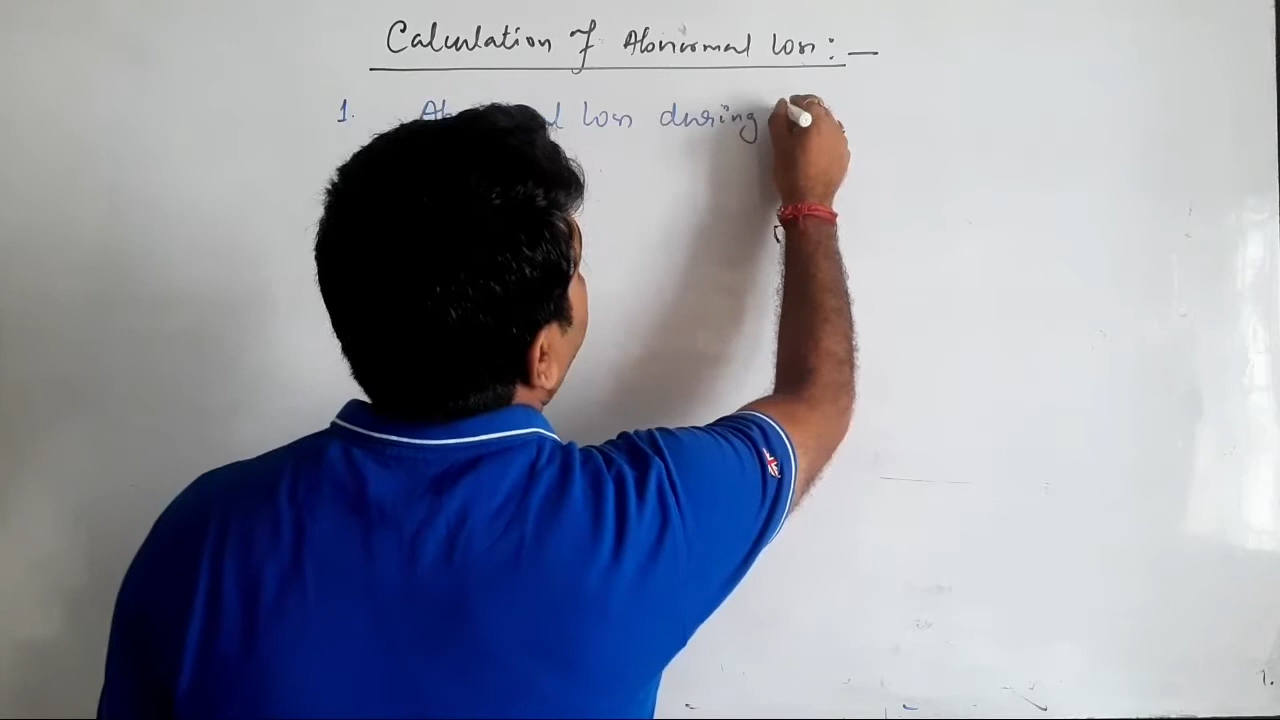 Calculation of Abnormal loss:—
1. loss during